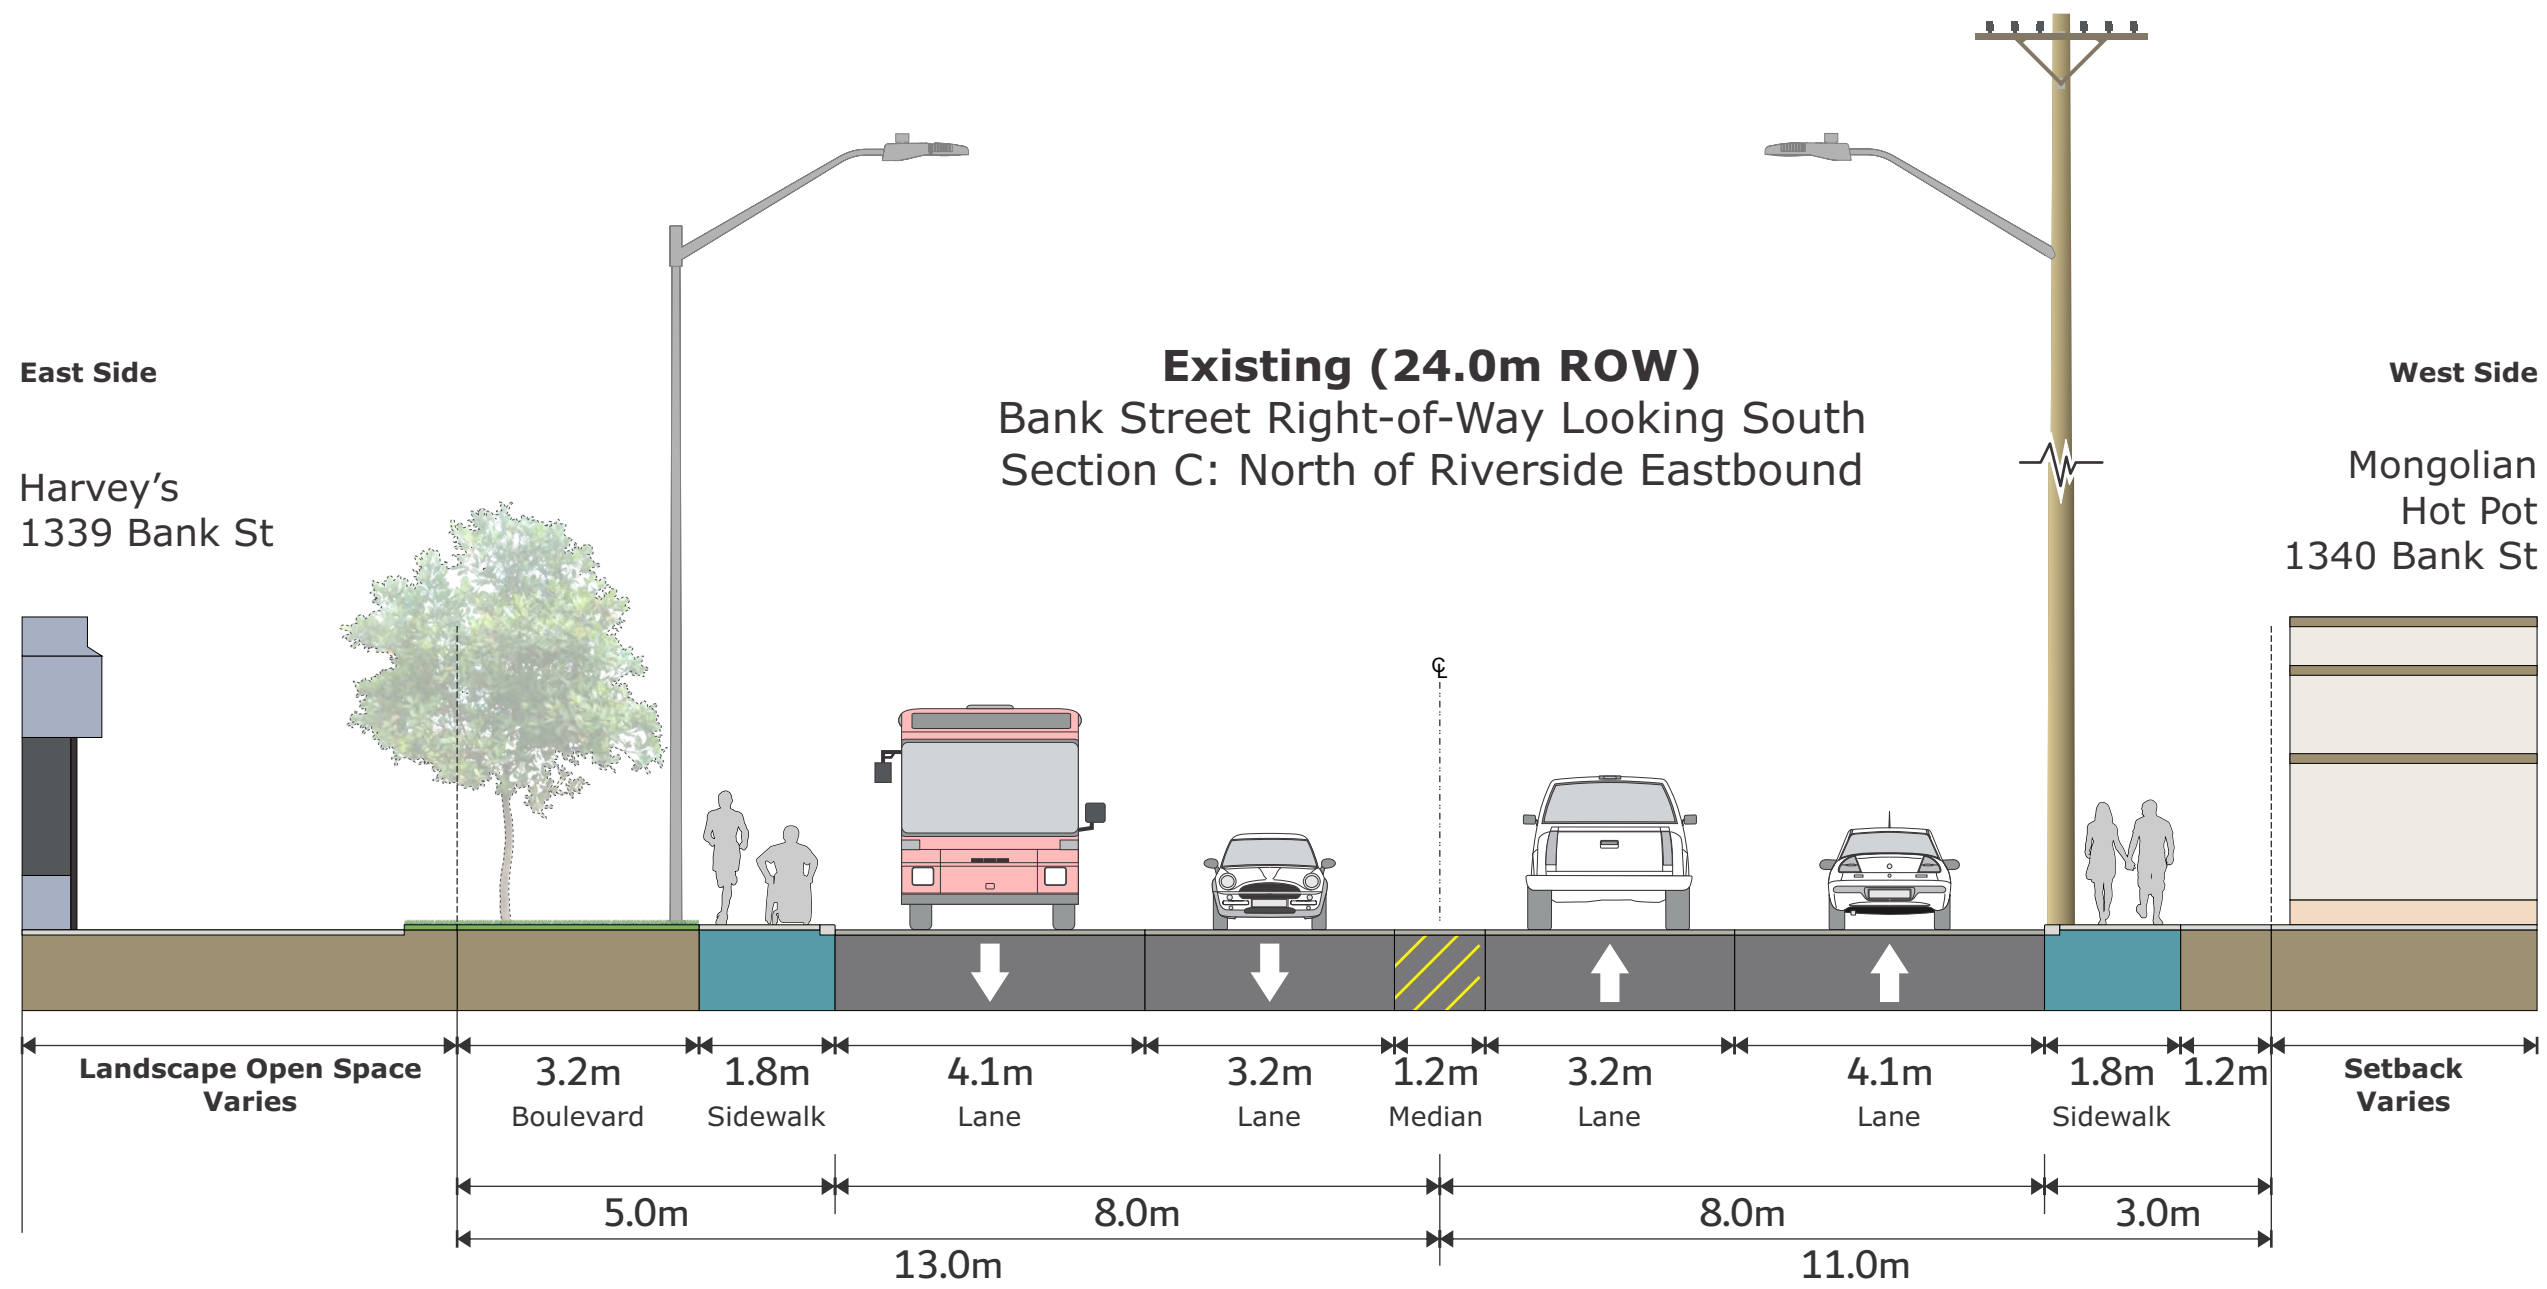 East Side
West Side
Existing (24.0m ROW)
Bank Street Right-of-Way Looking South
Section C: North of Riverside Eastbound
Harvey’s
1339 Bank St
Mongolian
Hot Pot
1340 Bank St
℄
Landscape Open Space
Varies
3.2m
Boulevard
1.8m
Sidewalk
4.1m
Lane
3.2m
Lane
1.2m
Median
3.2m
Lane
4.1m
Lane
1.8m
Sidewalk
1.2m
Setback
Varies
5.0m
8.0m
8.0m
3.0m
13.0m
11.0m